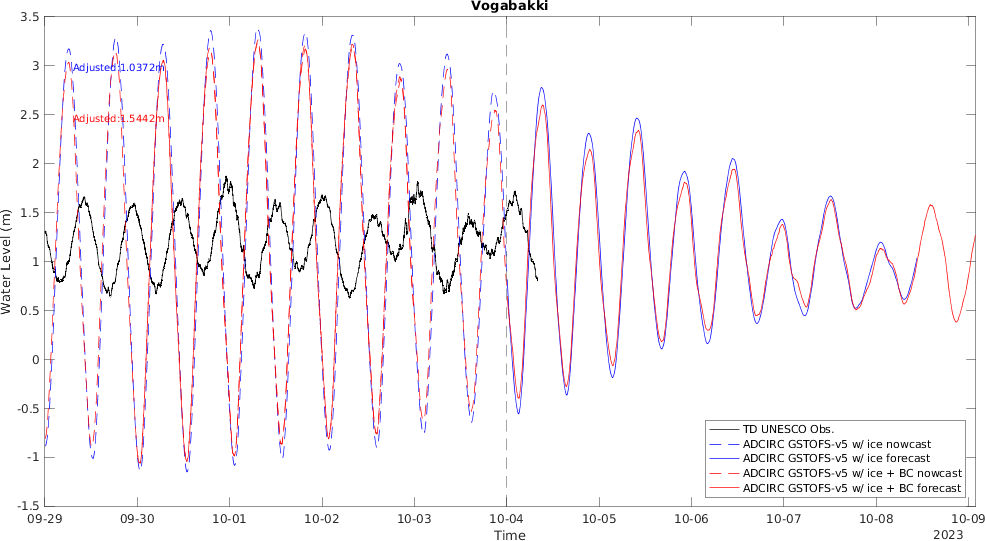 Vogabakki
3.5
3
2.5
2
1.5
1
0.5
0
-0.5
-1
-1.5
Water Level (m)
Adjusted:1.0372m
Adjusted:1.5442m
TD UNESCO Obs.
ADCIRC GSTOFS-v5 w/ ice nowcast
ADCIRC GSTOFS-v5 w/ ice forecast
ADCIRC GSTOFS-v5 w/ ice + BC nowcast
ADCIRC GSTOFS-v5 w/ ice + BC forecast
09-29 09-30 10-01 10-02 10-03 10-04 10-05 10-06 10-07 10-08 10-09
Time
2023